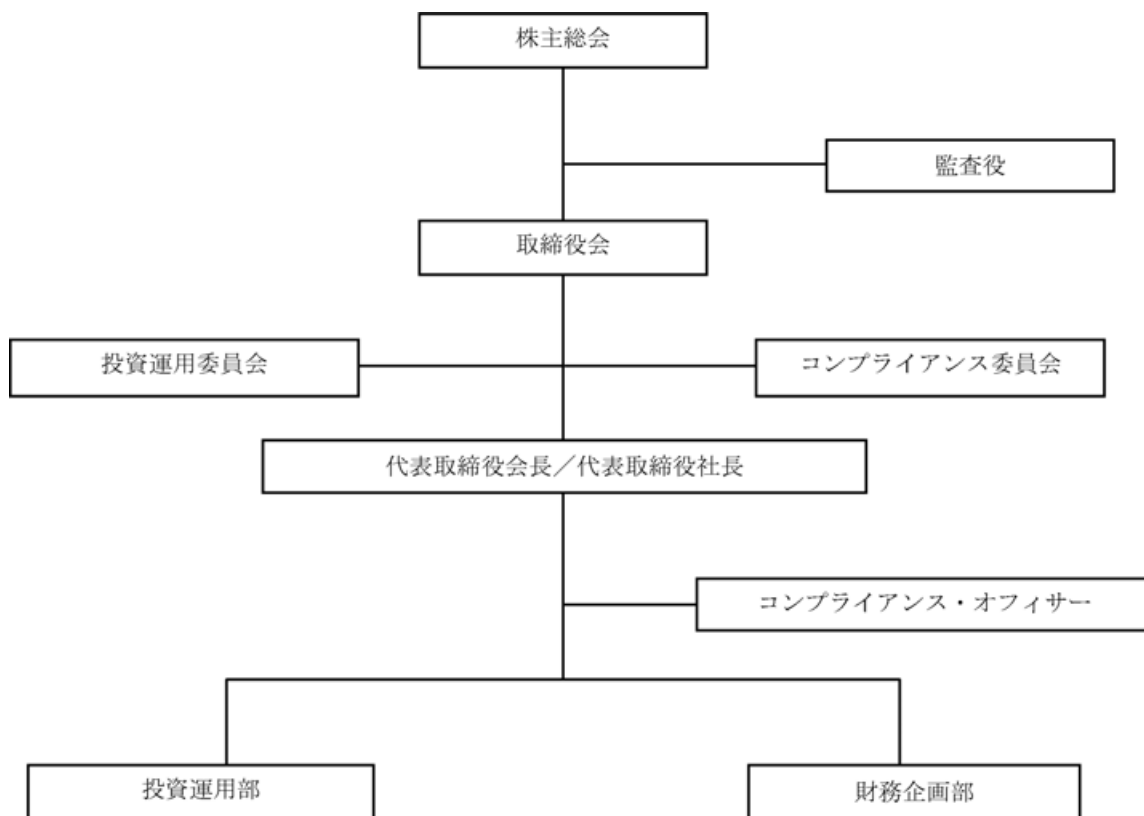 株主総会
監査役
取締役会
投資運用委員会
コンプライアンス委員会
代表取締役会長／代表取締役社長
コンプライアンス・オフィサー
投資運用部
財務企画部